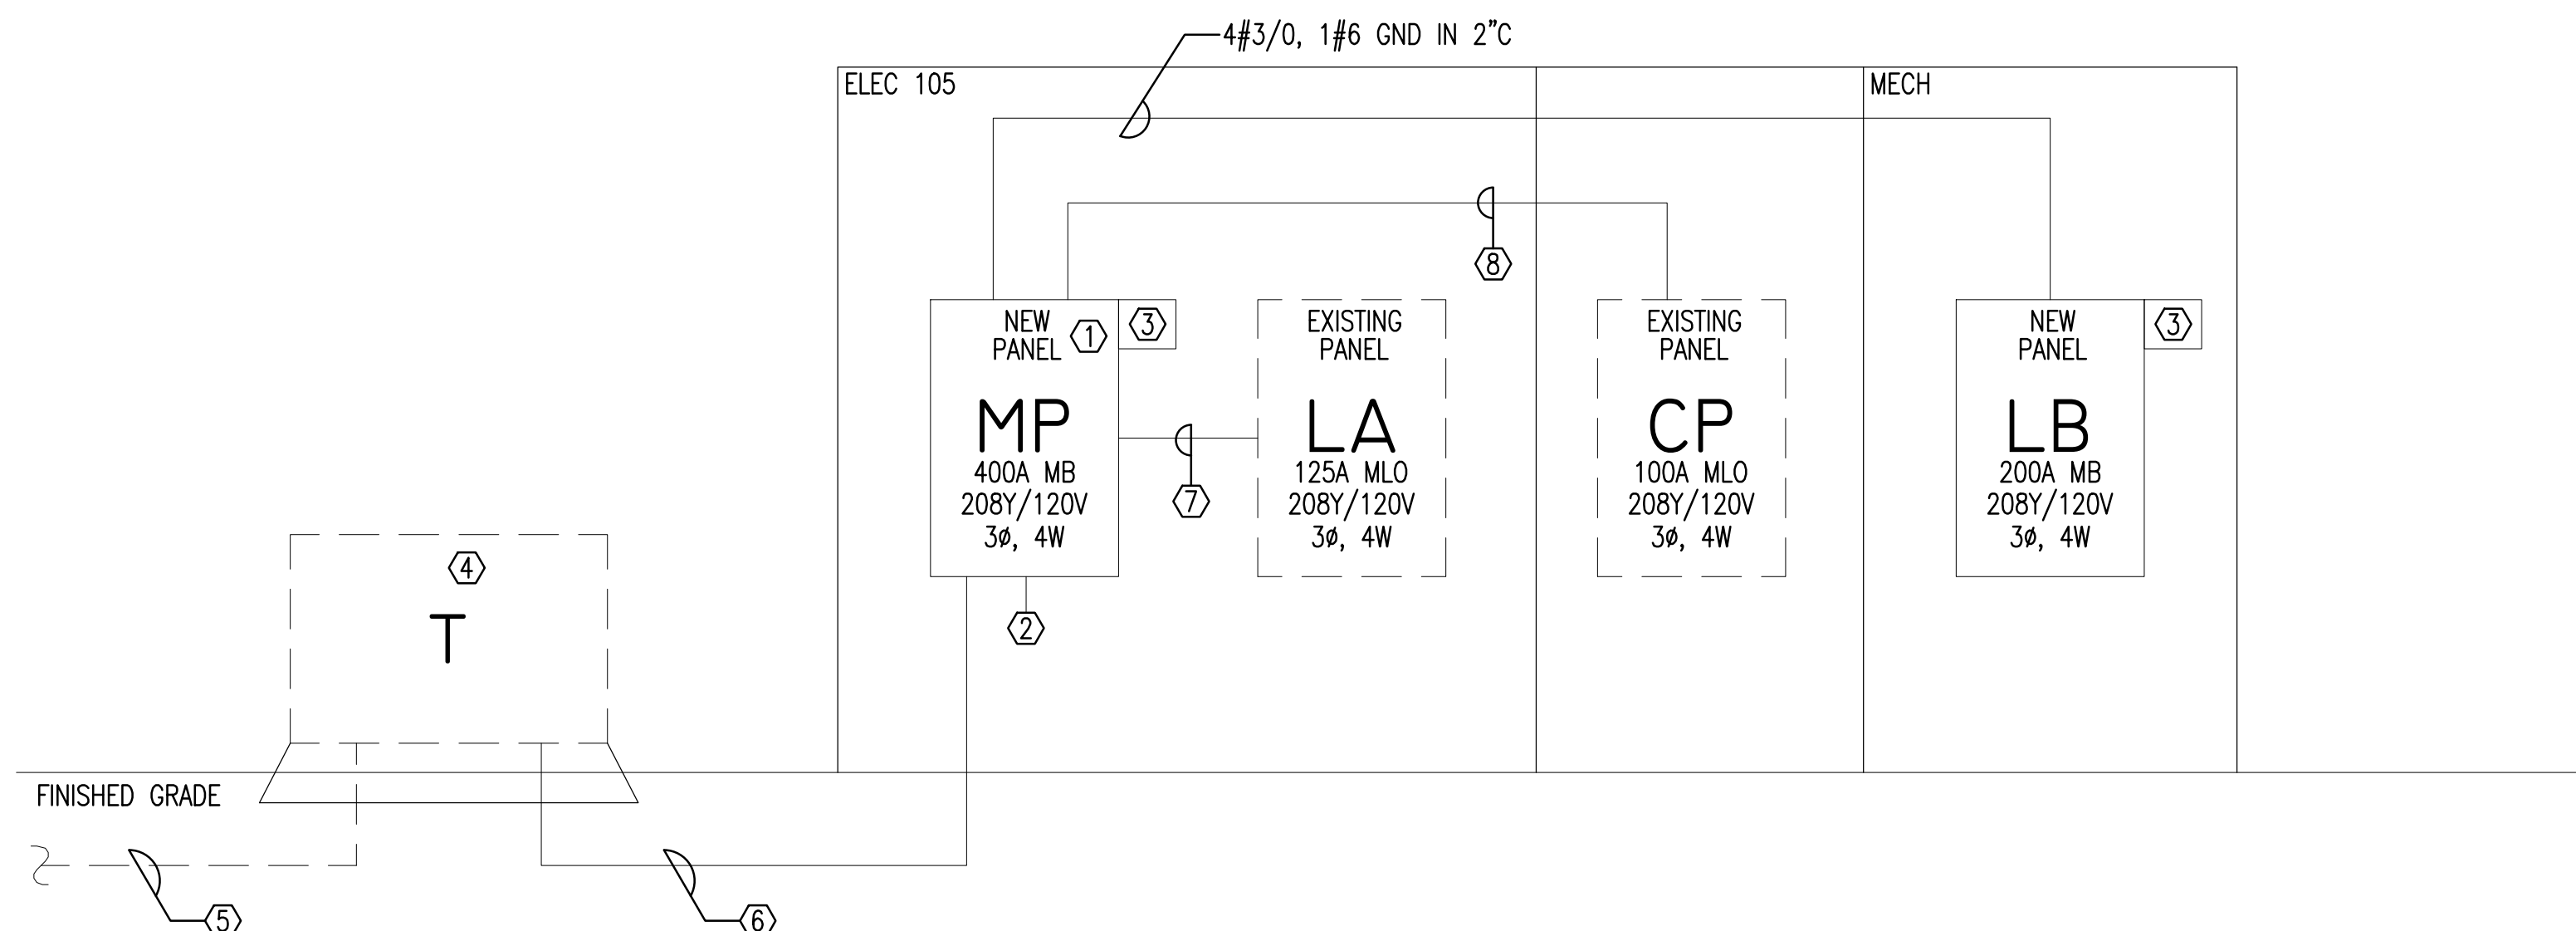 4#3/0, 1#6 GND IN 2"C
ELEC 105
MECH
8
NEW
PANEL
1
3
MP
400A MB
208Y/120V
3ø, 4W
7
2
EXISTING
PANEL
LA
125A MLO
208Y/120V
3ø, 4W
EXISTING
PANEL
CP
100A MLO
208Y/120V
3ø, 4W
NEW
PANEL
3
LB
200A MB
208Y/120V
3ø, 4W
4
T
FINISHED GRADE
5
6